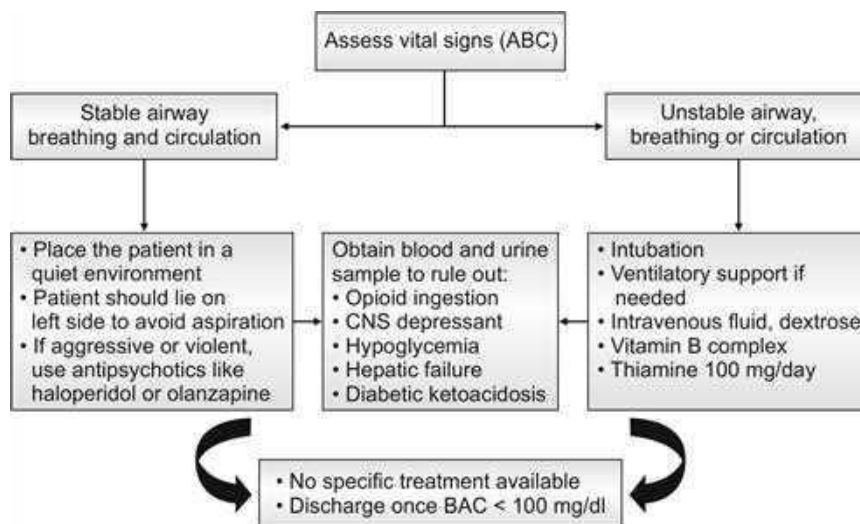 Assess vital signs (ABC)
Stable airway
breathing and circulation
Unstable airway,
breathing or circulation
• Place the patient in a
quiet environment
• Patient should lie on
left side to avoid aspiration
• If aggressive or violent,
use antipsychotics like
haloperidol or olanzapine
Obtain blood and urine
sample to rule out:
• Opioid ingestion
• CNS depressant
• Hypoglycemia
• Hepatic failure
• Diabetic ketoacidosis
• Intubation
• Ventilatory support if
needed
• Intravenous fluid, dextrose
• Vitamin B complex
• Thiamine 100 mg/day
• No specific treatment available
• Discharge once BAC < 100 mg/dl